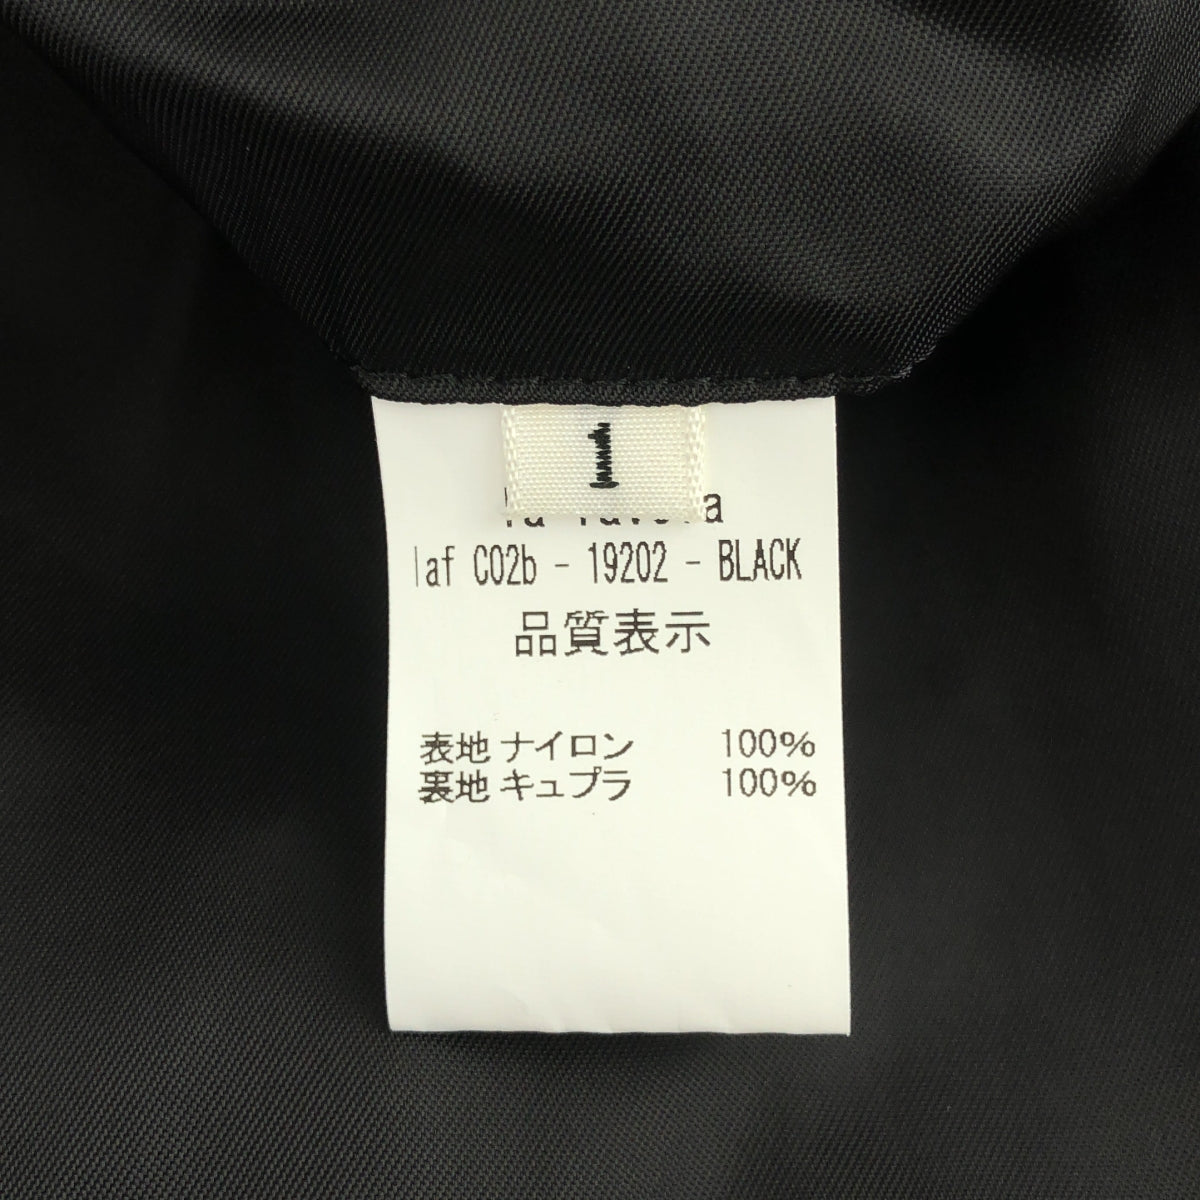 1
laf C02b - 19202 - BLACK
品質表示
表地 ナイロン 100%
裏地 キュプラ 100%